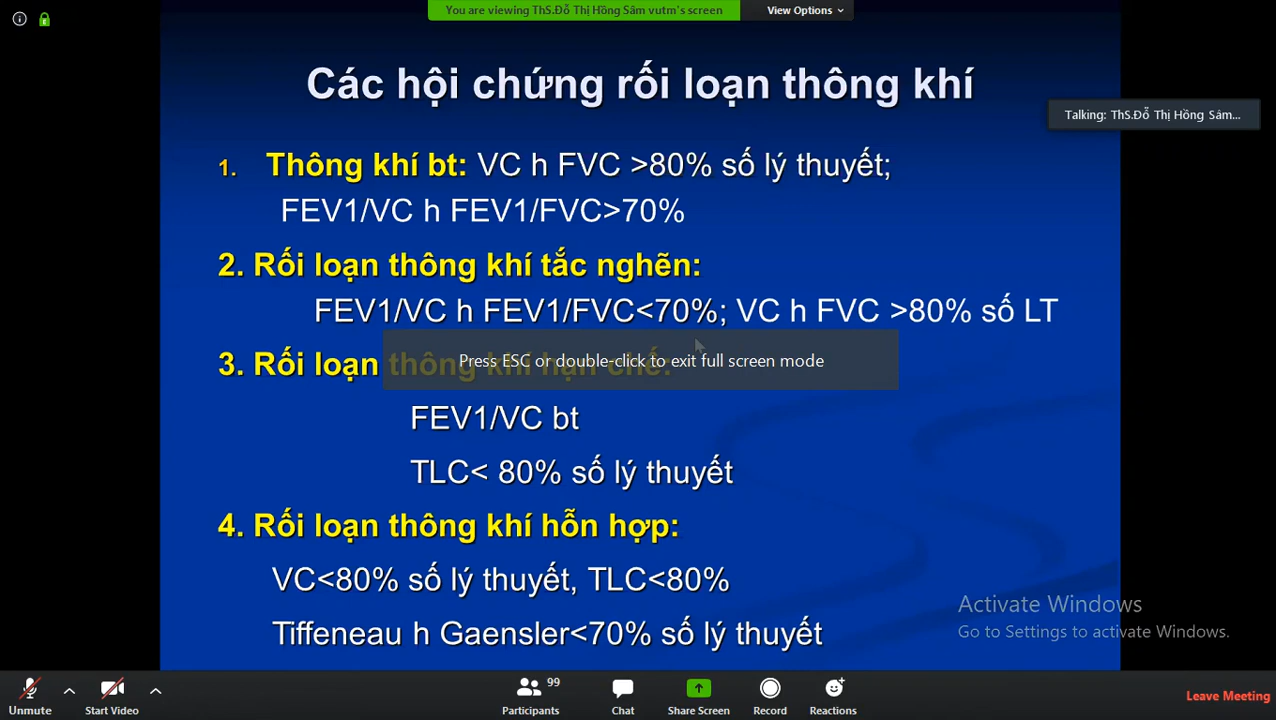 You are viewing ThS.Đỗ Thị Hồng Sâm vutm's screen
View Options
Các hội chứng rối loạn thông khí
Talking: ThS.Đỗ Thị Hồng Sâm...
1. Thông khí bt: VC h FVC >80% số lý thuyết;
FEV1/VC h FEV1/FVC>70%
2. Rối loạn thông khí tắc nghẽn:
FEV1/VC h FEV1/FVC<70%; VC h FVC >80% số LT
3. Rối loạn thông khí hạn chế:
Press ESC or double-click to exit full screen mode
FEV1/VC bt
TLC< 80% số lý thuyết
4. Rối loạn thông khí hỗn hợp:
VC<80% số lý thuyết, TLC<80%
Tiffeneau h Gaensler<70% số lý thuyết
Activate Windows
Go to Settings to activate Windows.
Unmute
Start Video
99
Participants
Chat
Share Screen
Record
Reactions
Leave Meeting